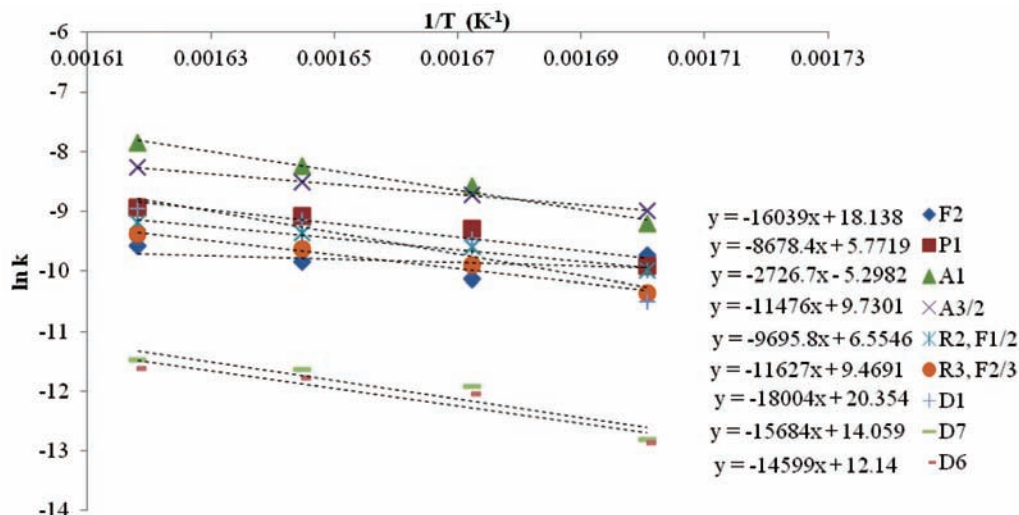 1/T (K-1)
-6
0.00161 0.00163 0.00165 0.00167 0.00169 0.00171 0.00173
-7
-8
-9
-10
-11
-12
-13
-14
ln k
y = -16039x + 18.138 F2
y = -8678.4x + 5.7719 P1
y = -2726.7x - 5.2982 A1
y = -11476x + 9.7301 A3/2
y = -9695.8x + 6.5546 R2, F1/2
y = -11627x + 9.4691 R3, F2/3
y = -18004x + 20.354 D1
y = -15684x + 14.059 D7
y = -14599x + 12.14 D6